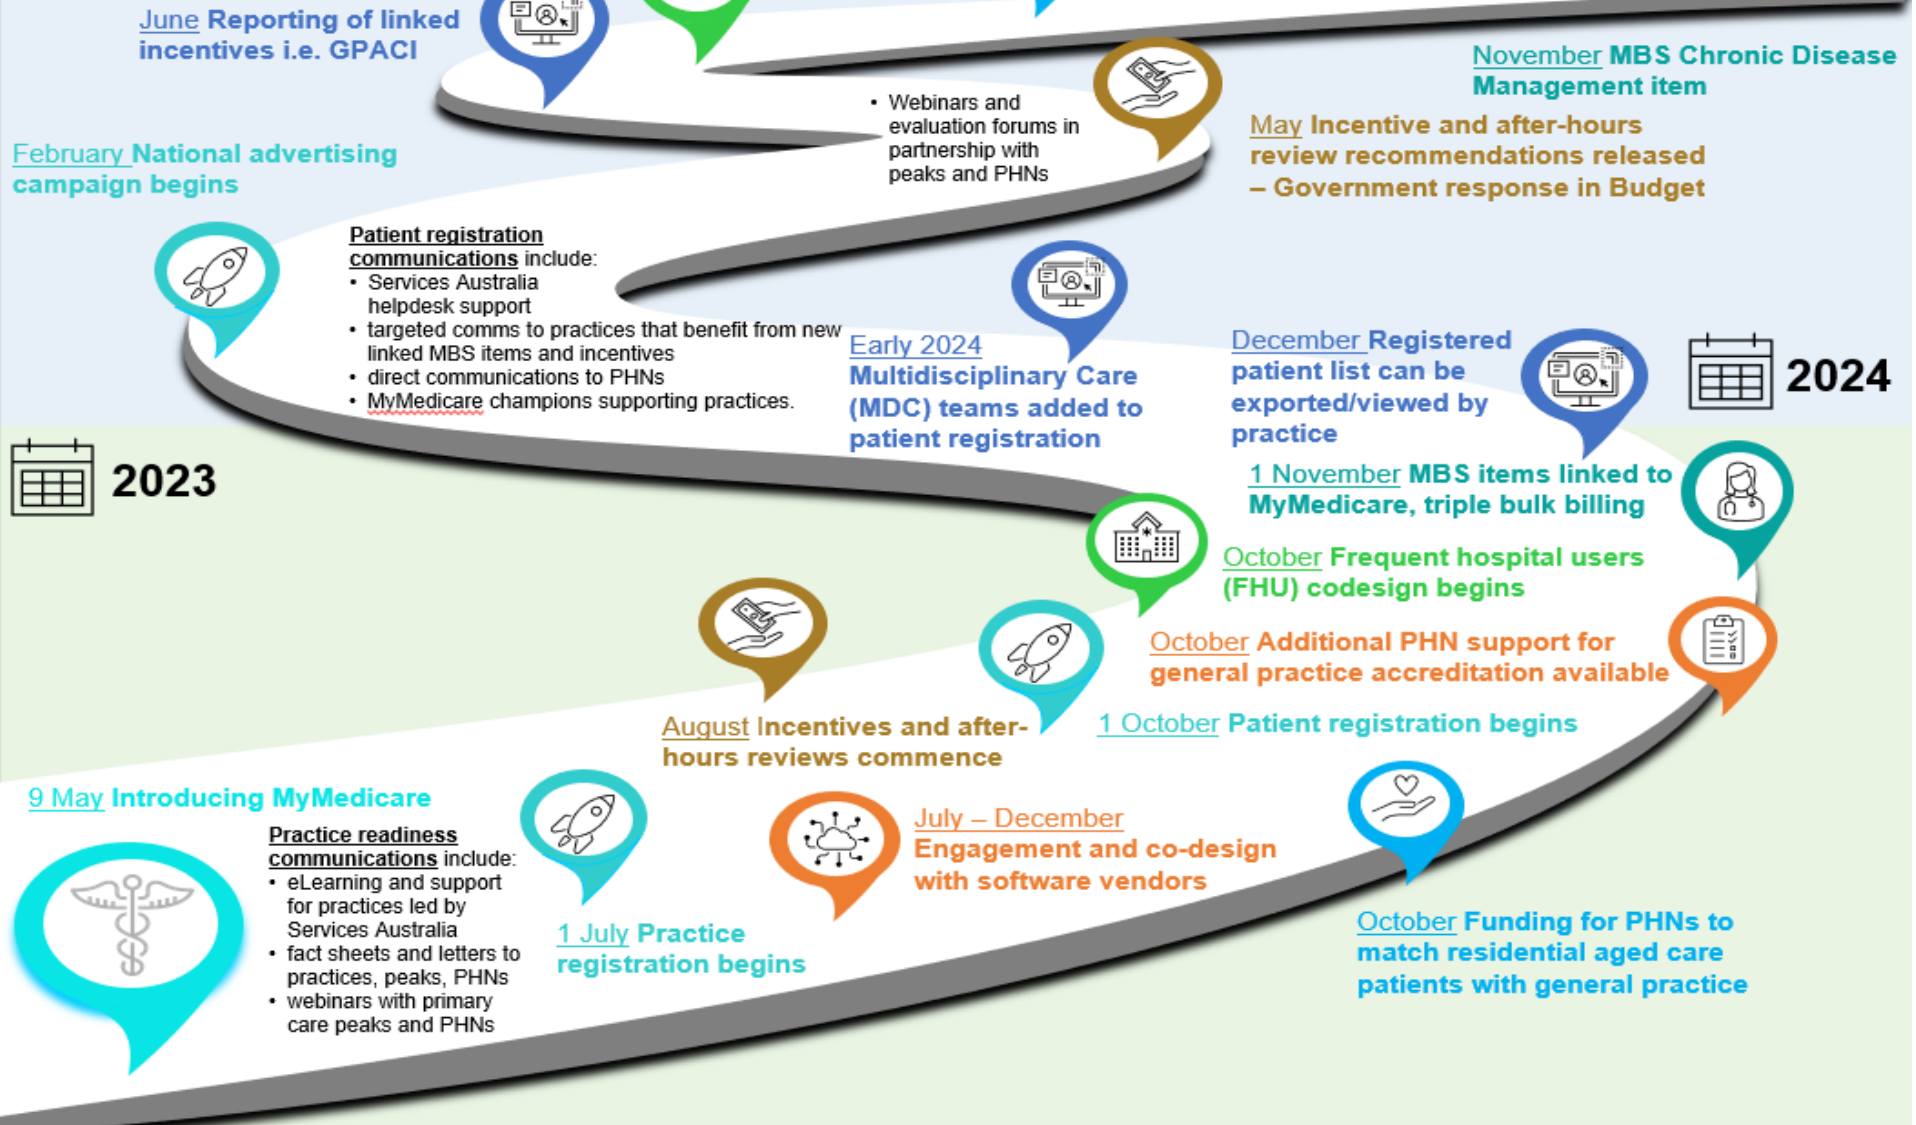 June Reporting of linked
incentives i.e. GPACI
November MBS Chronic Disease
Management item
• Webinars and
evaluation forums in
partnership with
peaks and PHNs
May Incentive and after-hours
review recommendations released
– Government response in Budget
February National advertising
campaign begins
Patient registration
communications include:
• Services Australia
helpdesk support
• targeted comms to practices that benefit from new
linked MBS items and incentives
• direct communications to PHNs
• MyMedicare champions supporting practices.
Early 2024
Multidisciplinary Care
(MDC) teams added to
patient registration
December Registered
patient list can be
exported/viewed by
practice
2024
2023
1 November MBS items linked to
MyMedicare, triple bulk billing
October Frequent hospital users
(FHU) codesign begins
October Additional PHN support for
general practice accreditation available
1 October Patient registration begins
August Incentives and after-
hours reviews commence
9 May Introducing MyMedicare
Practice readiness
communications include:
• eLearning and support
for practices led by
Services Australia
• fact sheets and letters to
practices, peaks, PHNs
• webinars with primary
care peaks and PHNs
1 July Practice
registration begins
July – December
Engagement and co-design
with software vendors
October Funding for PHNs to
match residential aged care
patients with general practice